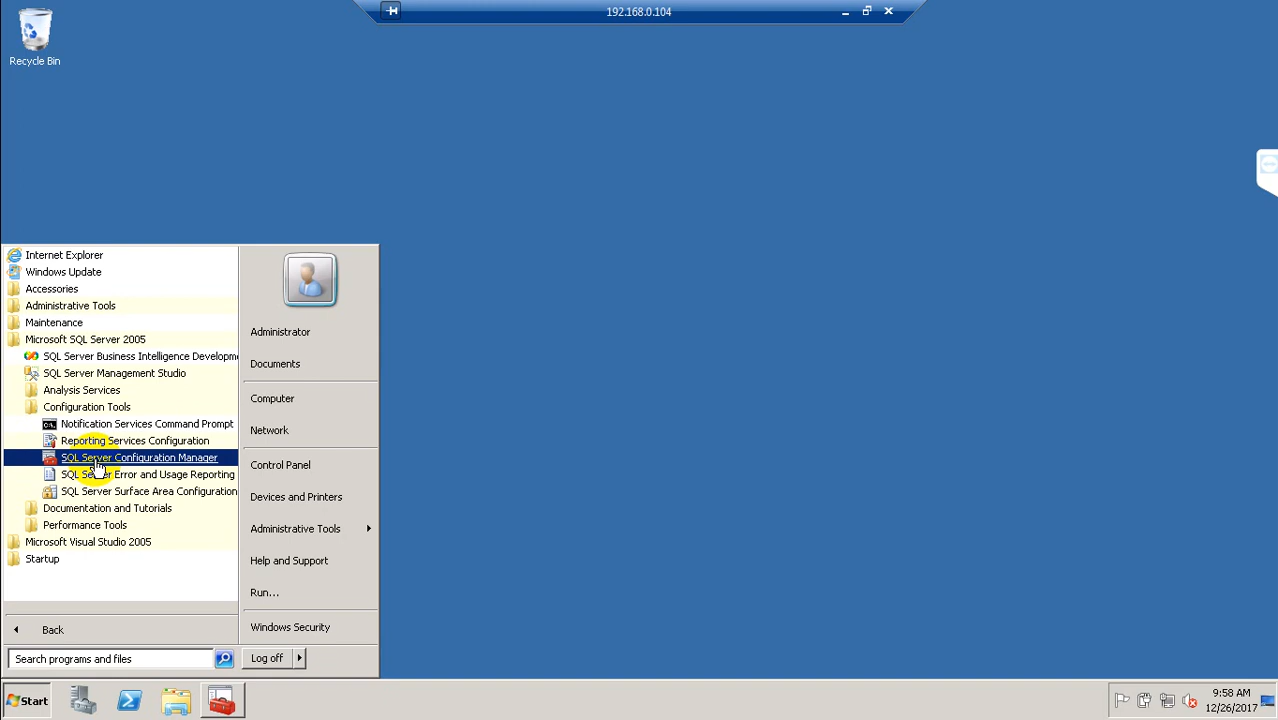 192.168.0.104
Recycle Bin
Internet Explorer
Windows Update
Accessories
Administrative Tools
Maintenance
Microsoft SQL Server 2005
SQL Server Business Intelligence Developm
SQL Server Management Studio
Analysis Services
Configuration Tools
Notification Services Command Prompt
Reporting Services Configuration
SQL Server Configuration Manager
SQL Server Error and Usage Reporting
SQL Server Surface Area Configuration
Documentation and Tutorials
Performance Tools
Microsoft Visual Studio 2005
Startup
Back
Search programs and files
Administrator
Documents
Computer
Network
Control Panel
Devices and Printers
Administrative Tools
Help and Support
Run...
Windows Security
Log off
Start
9:58 AM
12/26/2017